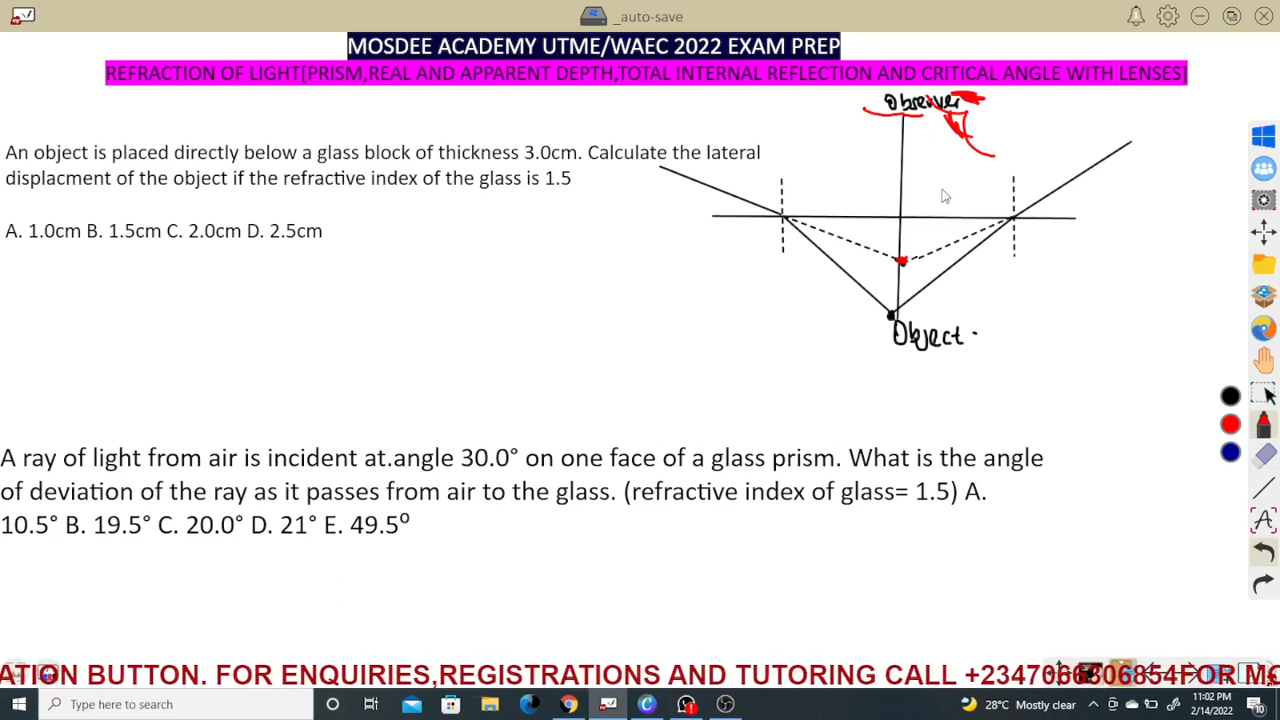 _auto-save
MOSDEE ACADEMY UTME/WAEC 2022 EXAM PREP
REFRACTION OF LIGHT[PRISM,REAL AND APPARENT DEPTH,TOTAL INTERNAL REFLECTION AND CRITICAL ANGLE WITH LENSES]
Observer
An object is placed directly below a glass block of thickness 3.0cm. Calculate the lateral
displacment of the object if the refractive index of the glass is 1.5
A. 1.0cm B. 1.5cm C. 2.0cm D. 2.5cm
Object
A ray of light from air is incident at.angle 30.0° on one face of a glass prism. What is the angle
of deviation of the ray as it passes from air to the glass. (refractive index of glass= 1.5) A.
10.5° B. 19.5° C. 20.0° D. 21° E. 49.5⁰
ATION BUTTON. FOR ENQUIRIES,REGISTRATIONS AND TUTORING CALL +2347066306854FOR MO
Type here to search
28°C Mostly clear
11:02 PM
2/14/2022
10